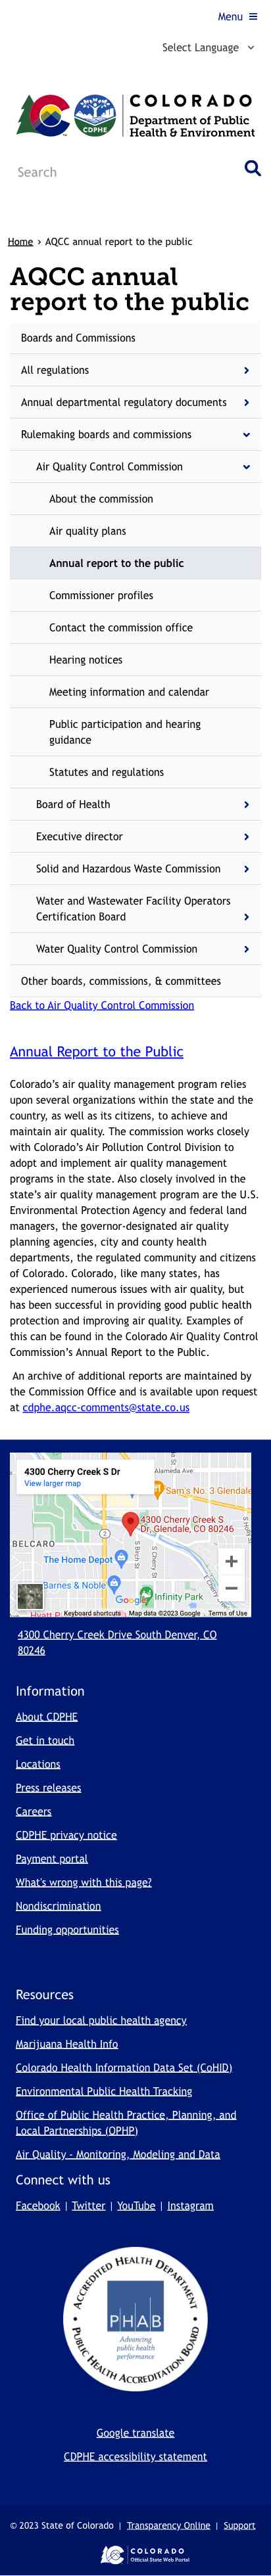 Menu
Select Language
COLORADO
Department of Public
Health & Environment
CDPHE
Search
Home > AQCC annual report to the public
AQCC annual
report to the public
Boards and Commissions
All regulations
Annual departmental regulatory documents
Rulemaking boards and commissions
Air Quality Control Commission
About the commission
Air quality plans
Annual report to the public
Commissioner profiles
Contact the commission office
Hearing notices
Meeting information and calendar
Public participation and hearing
guidance
Statutes and regulations
Board of Health
Executive director
Solid and Hazardous Waste Commission
Water and Wastewater Facility Operators
Certification Board
Water Quality Control Commission
Other boards, commissions, & committees
Back to Air Quality Control Commission
Annual Report to the Public
Colorado’s air quality management program relies
upon several organizations within the state and the
country, as well as its citizens, to achieve and
maintain air quality. The commission works closely
with Colorado’s Air Pollution Control Division to
adopt and implement air quality management
programs in the state. Also closely involved in the
state’s air quality management program are the U.S.
Environmental Protection Agency and federal land
managers, the governor-designated air quality
planning agencies, city and county health
departments, the regulated community and citizens
of Colorado. Colorado, like many states, has
experienced numerous issues with air quality, but
has been successful in providing good public health
protection and improving air quality. Examples of
this can be found in the Colorado Air Quality Control
Commission’s Annual Report to the Public.
An archive of additional reports are maintained by
the Commission Office and is available upon request
at cdphe.aqcc-comments@state.co.us
4300 Cherry Creek S Dr
View larger map
Alameda Ave
Sam's No. 3 Glendale
4300 Cherry Creek S
Dr, Glendale, CO 80246
2
BELCARO
The Home Depot
Barnes & Noble
S Birch St
S Cherry St
Infinity Park
Google
Hyatt P
Keyboard shortcuts
Map data ©2023 Google
Terms of Use
4300 Cherry Creek Drive South Denver, CO
80246
Information
About CDPHE
Get in touch
Locations
Press releases
Careers
CDPHE privacy notice
Payment portal
What's wrong with this page?
Nondiscrimination
Funding opportunities
Resources
Find your local public health agency
Marijuana Health Info
Colorado Health Information Data Set (CoHID)
Environmental Public Health Tracking
Office of Public Health Practice, Planning, and
Local Partnerships (OPHP)
Air Quality - Monitoring, Modeling and Data
Connect with us
Facebook | Twitter | YouTube | Instagram
ACCREDITED HEALTH DEPARTMENT
PHAB
Advancing
public health
performance
PUBLIC HEALTH ACCREDITATION BOARD
Google translate
CDPHE accessibility statement
© 2023 State of Colorado | Transparency Online | Support
COLORADO
Official State Web Portal